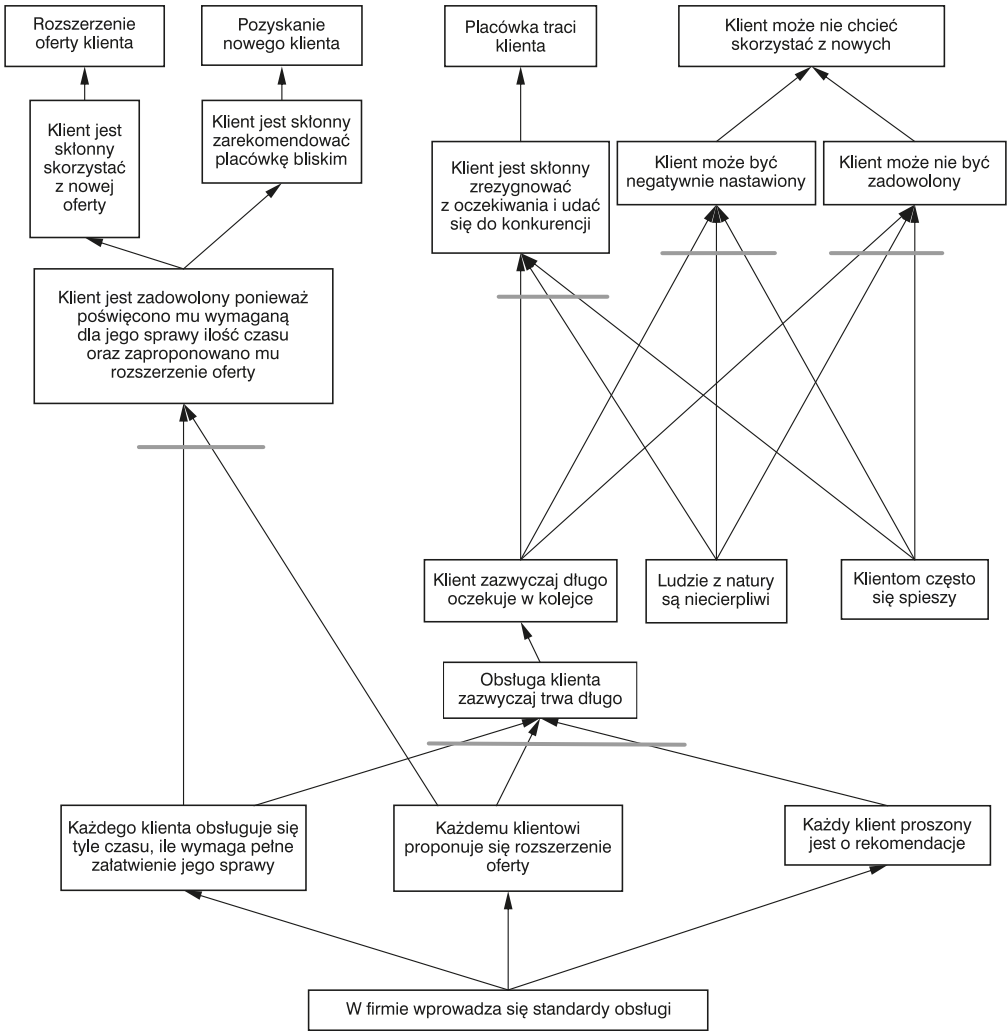 Rozszerzenie
oferty klienta
Pozyskanie
nowego klienta
Placówka traci
klienta
Klient może nie chcieć
skorzystać z nowych
Klient jest
skłonny
skorzystać
z nowej
oferty
Klient jest skłonny
zarekomendować
placówkę bliskim
Klient jest skłonny
zrezygnować
z oczekiwania i udać
się do konkurencji
Klient może być
negatywnie nastawiony
Klient może nie być
zadowolony
Klient jest zadowolony ponieważ
poświęcono mu wymaganą
dla jego sprawy ilość czasu
oraz zaproponowano mu
rozszerzenie oferty
Klient zazwyczaj długo
oczekuje w kolejce
Ludzie z natury
są niecierpliwi
Klientom często
się spieszy
Obsługa klienta
zazwyczaj trwa długo
Każdego klienta obsługuje się
tyle czasu, ile wymaga pełne
załatwienie jego sprawy
Każdemu klientowi
proponuje się rozszerzenie
oferty
Każdy klient proszony
jest o rekomendacje
W firmie wprowadza się standardy obsługi